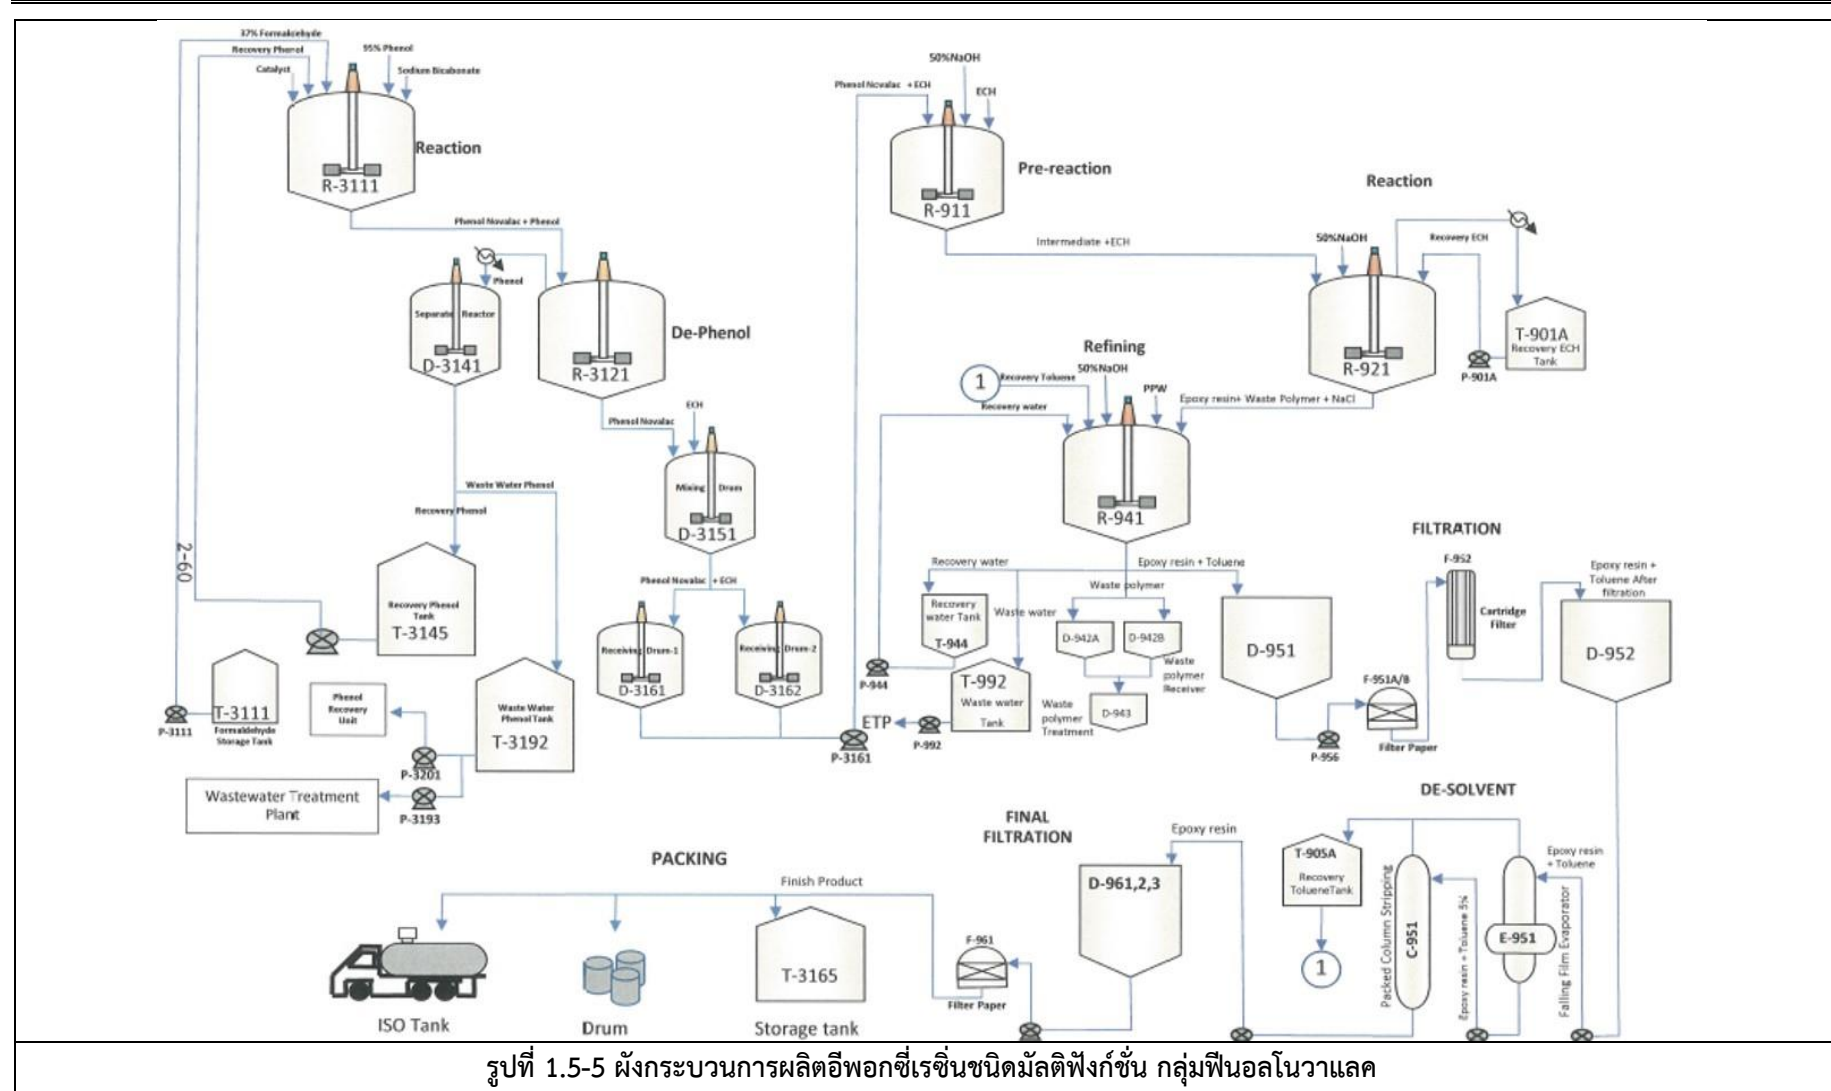 37% Formaldehyde
Recovery Phenol
Catalyst
95% Phenol
Sodium Bicabonate
Reaction
R-3111
Phenol Novalac + Phenol
Phenol
Separate Reactor
D-3141
De-Phenol
R-3121
Phenol Novalac
ECH
Mixing Drum
D-3151
Waste Water Phenol
Recovery Phenol
2-60
Recovery Phenol
Tank
T-3145
Phenol Novalac + ECH
Receiving Drum-1
D-3161
Receiving Drum-2
D-3162
P-3161
T-3111
Formaldehyde
Storage Tank
P-3111
Phenol
Recovery
Unit
Waste Water
Phenol Tank
T-3192
P-3201
P-3193
Wastewater Treatment
Plant
50%NaOH
Phenol Novalac + ECH
ECH
Pre-reaction
R-911
Intermediate +ECH
Reaction
50%NaOH
Recovery ECH
R-921
T-901A
Recovery ECH
Tank
P-901A
Epoxy resin+ Waste Polymer + NaCl
Refining
50%NaOH
1
Recovery Toluene
PPW
Recovery water
R-941
Recovery water
Epoxy resin + Toluene
Waste polymer
Waste water
Recovery
water Tank
T-944
P-944
D-942A
D-942B
Waste
polymer
Receiver
T-992
Waste water
Tank
ETP
P-992
Waste
polymer
Treatment
D-943
D-951
P-956
F-951A/B
Filter Paper
FILTRATION
F-952
Cartridge
Filter
Epoxy resin +
Toluene After
filtration
D-952
DE-SOLVENT
T-905A
Recovery
TolueneTank
1
Packed Column Stripping
C-951
Epoxy resin + Toluene 5%
E-951
Falling Film Evaporator
Epoxy resin
+ Toluene
Epoxy resin
FINAL
FILTRATION
D-961,2,3
F-961
Filter Paper
PACKING
Finish Product
ISO Tank
Drum
T-3165
Storage tank
รูปที่ 1.5-5 ผังกระบวนการผลิตอีพอกซี่เรซิ่นชนิดมัลติฟังก์ชั่น กลุ่มฟีนอลโนวาแลค